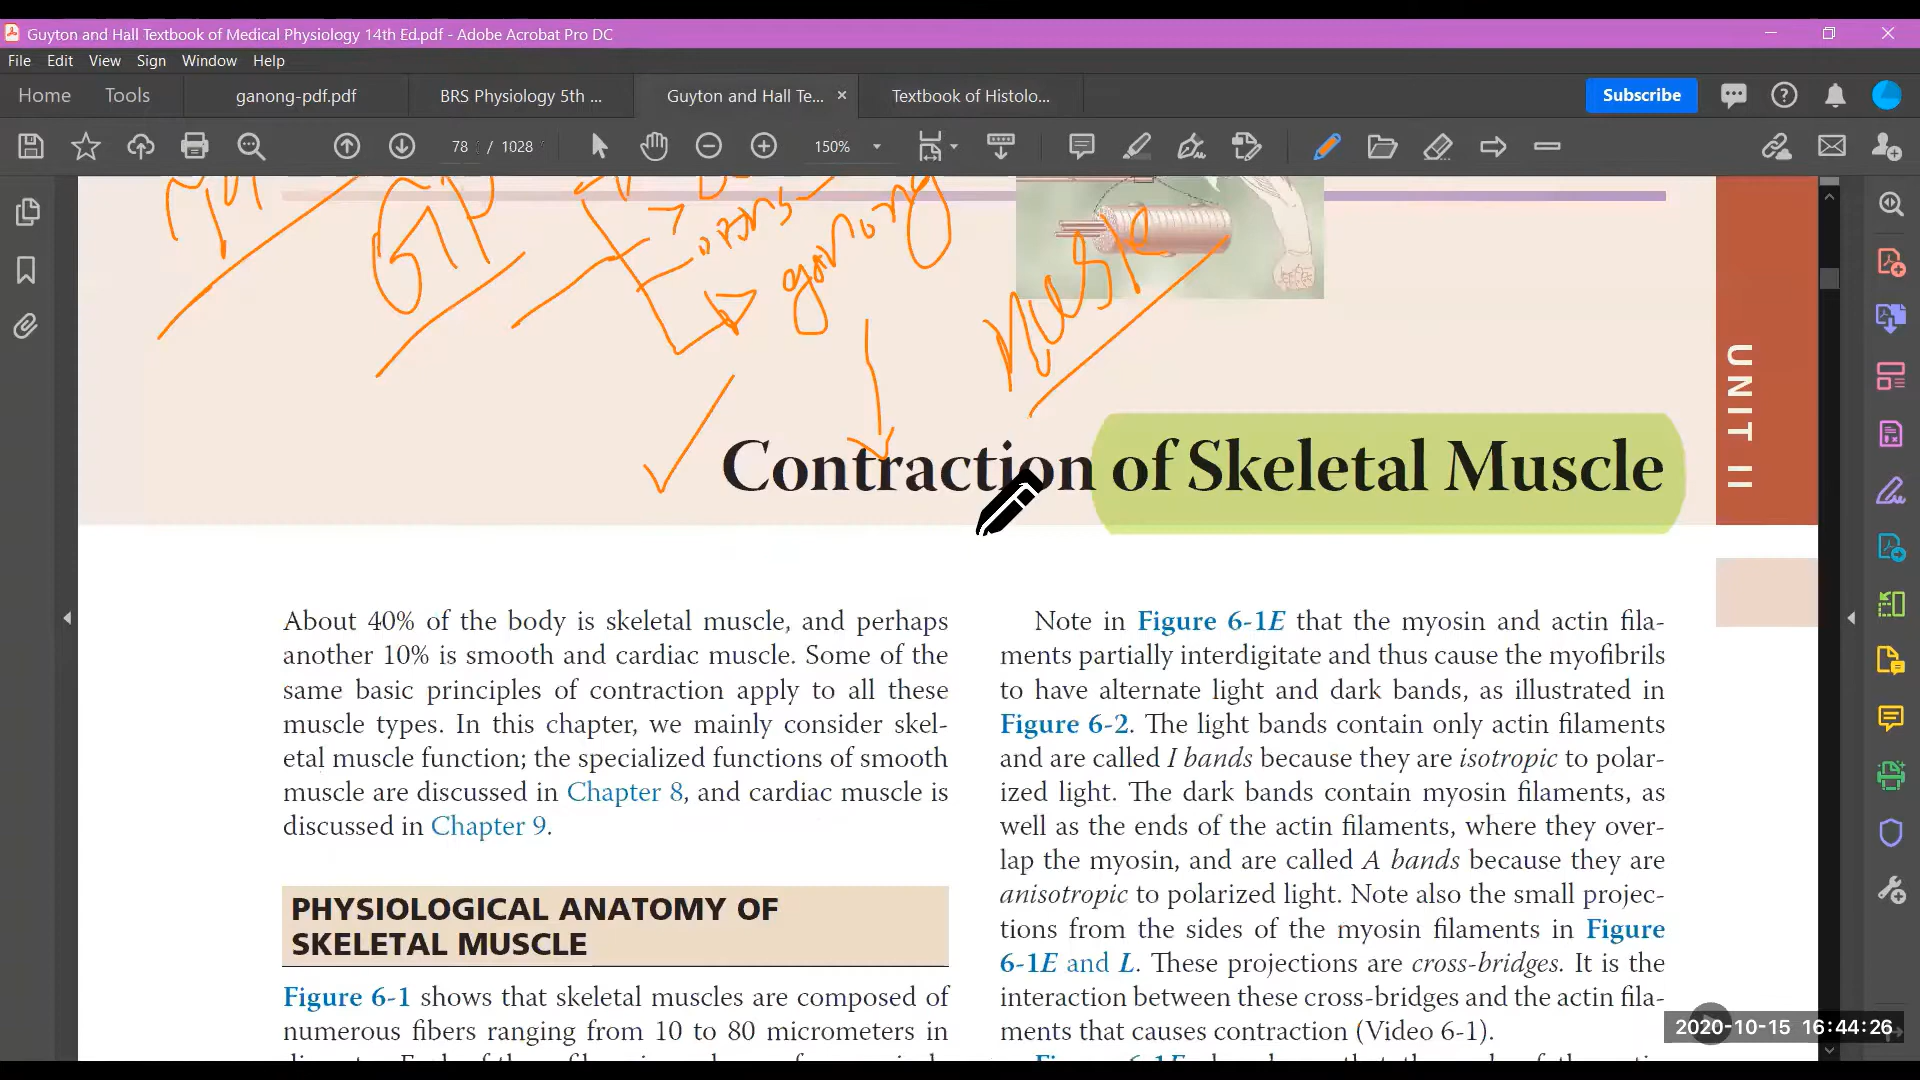 Guyton and Hall Textbook of Medical Physiology 14th Ed.pdf - Adobe Acrobat Pro DC
File Edit View Sign Window Help
Home Tools ganong-pdf.pdf BRS Physiology 5th ... Guyton and Hall Te... × Textbook of Histolo... Subscribe
78 / 1028 150%
ganong
UNIT II
Contraction of Skeletal Muscle
About 40% of the body is skeletal muscle, and perhaps
another 10% is smooth and cardiac muscle. Some of the
same basic principles of contraction apply to all these
muscle types. In this chapter, we mainly consider skel-
etal muscle function; the specialized functions of smooth
muscle are discussed in Chapter 8, and cardiac muscle is
discussed in Chapter 9.
PHYSIOLOGICAL ANATOMY OF
SKELETAL MUSCLE
Figure 6-1 shows that skeletal muscles are composed of
numerous fibers ranging from 10 to 80 micrometers in
Note in Figure 6-1E that the myosin and actin fila-
ments partially interdigitate and thus cause the myofibrils
to have alternate light and dark bands, as illustrated in
Figure 6-2. The light bands contain only actin filaments
and are called I bands because they are isotropic to polar-
ized light. The dark bands contain myosin filaments, as
well as the ends of the actin filaments, where they over-
lap the myosin, and are called A bands because they are
anisotropic to polarized light. Note also the small projec-
tions from the sides of the myosin filaments in Figure
6-1E and L. These projections are cross-bridges. It is the
interaction between these cross-bridges and the actin fila-
ments that causes contraction (Video 6-1).
2020-10-15 16:44:26